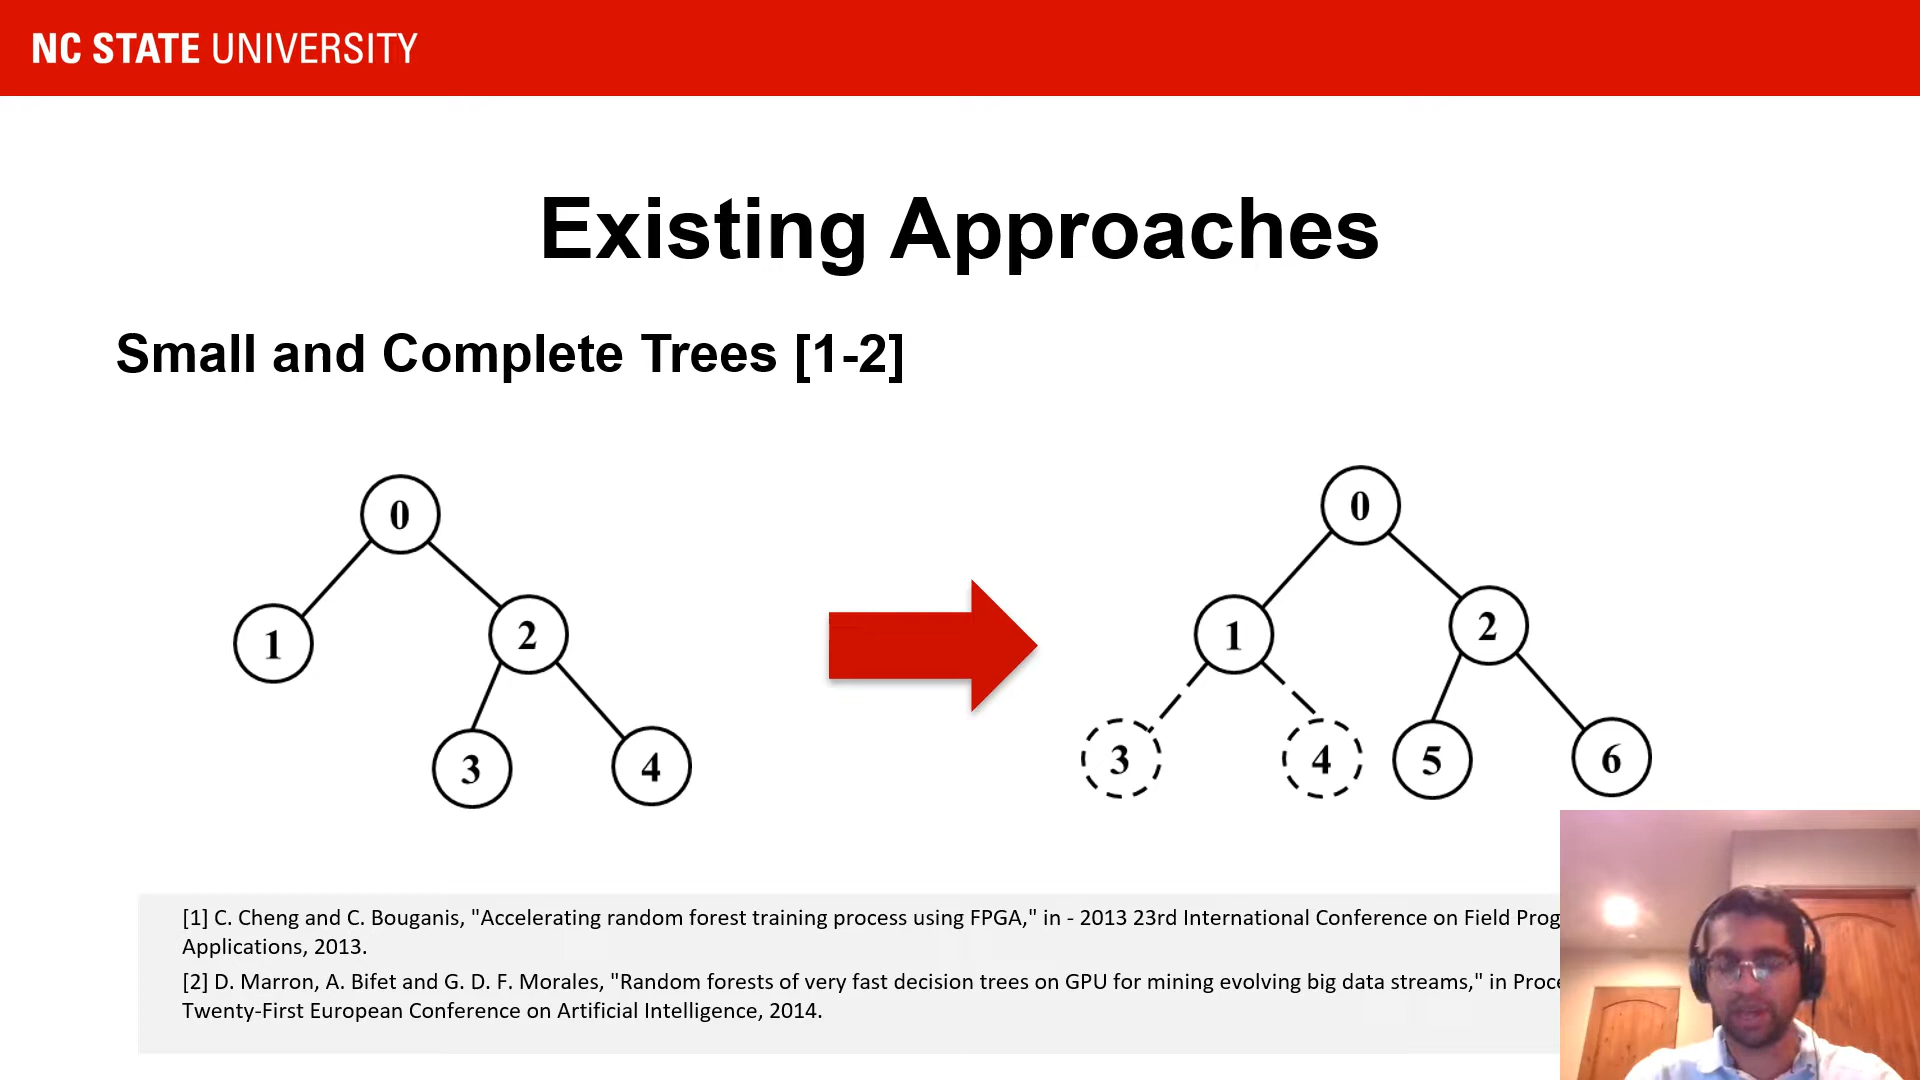 NC STATE UNIVERSITY
Existing Approaches
Small and Complete Trees [1-2]
0
1
2
3
4
0
1
2
3
4
5
6
[1] C. Cheng and C. Bouganis, "Accelerating random forest training process using FPGA," in - 2013 23rd International Conference on Field
Applications, 2013.
[2] D. Marron, A. Bifet and G. D. F. Morales, "Random forests of very fast decision trees on GPU for mining evolving big data streams," in
Twenty-First European Conference on Artificial Intelligence, 2014.